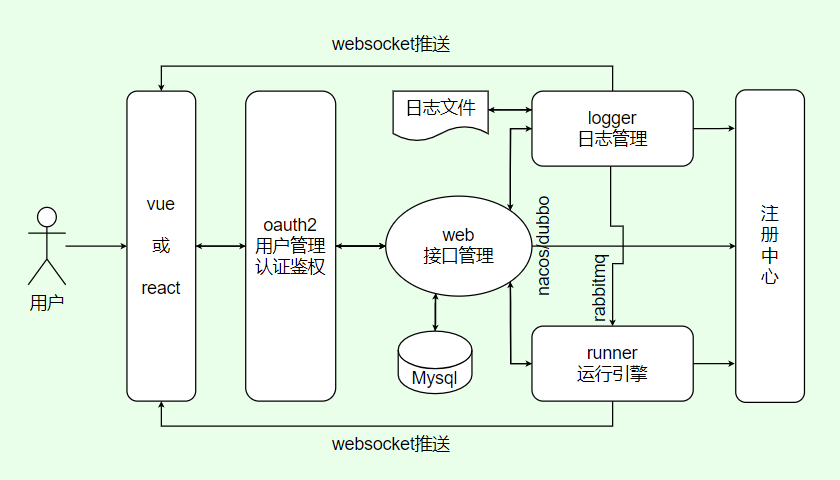 websocket推送
日志文件
logger
日志管理
vue
或
react
oauth2
用户管理
认证鉴权
web
接口管理
nacos/dubbo
rabbitmq
注
册
中
心
用户
Mysql
runner
运行引擎
websocket推送